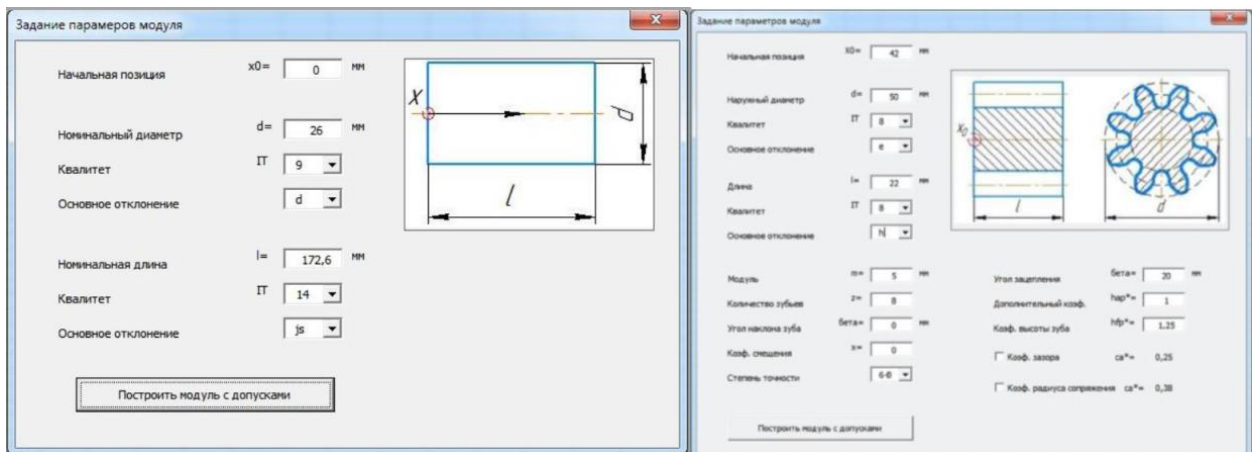 Задание парамеров модуля
Начальная позиция x0= 0 мм
Номинальный диаметр d= 26 мм
Квалитет IT 9
Основное отклонение d
Номинальная длина l= 172,6 мм
Квалитет IT 14
Основное отклонение js
Построить модуль с допусками
X
d
l
Задание параметров модуля
Начальная позиция X0= 42 мм
Наружный диаметр d= 50 мм
Квалитет IT 8
Основное отклонение e
Длина l= 22 мм
Квалитет IT 8
Основное отклонение h
Модуль m= 5 мм
Количество зубьев z= 8
Угол наклона зуба бета= 0 мм
Коэф. смещения x= 0
Степень точности 6-8
Угол зацепления бета= 20 мм
Дополнительный коэф. hap*= 1
Коэф. высоты зуба hfp*= 1,25
Коэф. зазора ca*= 0,25
Коэф. радиуса сопряжения ca*= 0,38
Построить модуль с допусками
X0
l
d